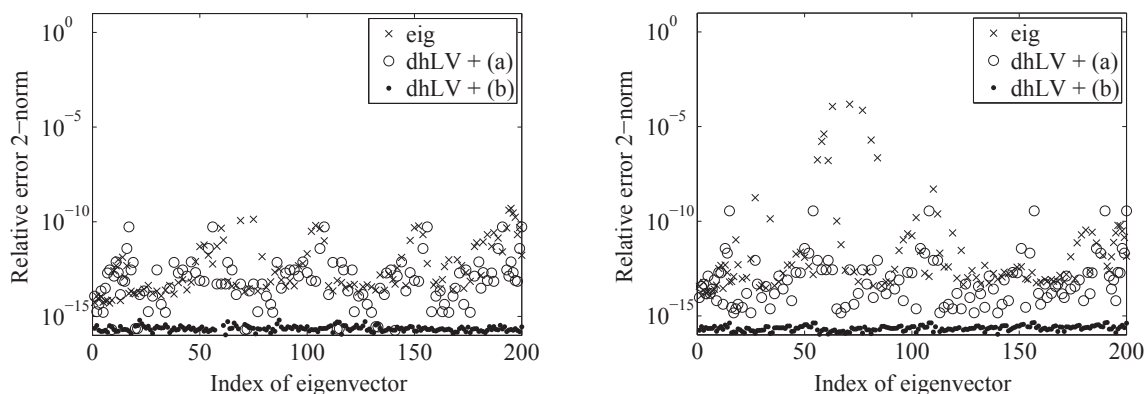 10^0
× eig
○ dhLV + (a)
• dhLV + (b)
10^−5
10^−10
10^−15
Relative error 2−norm
0 50 100 150 200
Index of eigenvector
10^0
× eig
○ dhLV + (a)
• dhLV + (b)
10^−5
10^−10
10^−15
Relative error 2−norm
0 50 100 150 200
Index of eigenvector